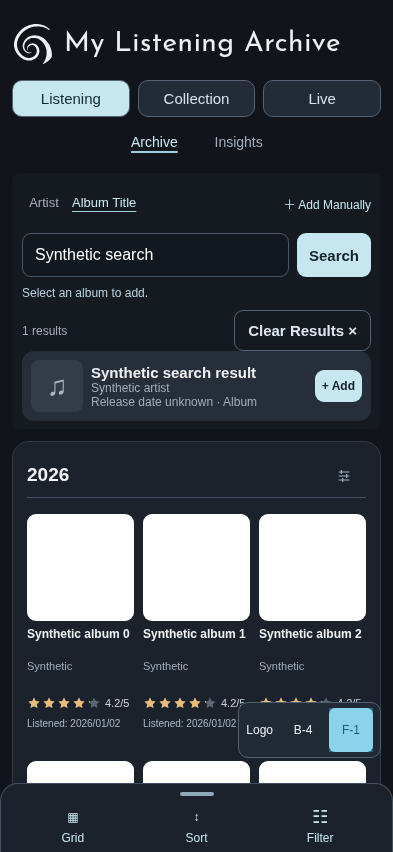 My Listening Archive
Listening Collection Live
Archive Insights
Artist Album Title + Add Manually
Synthetic search Search
Select an album to add.
1 results Clear Results ×
Synthetic search result
Synthetic artist
Release date unknown · Album
+ Add
2026
Synthetic album 0 Synthetic album 1 Synthetic album 2
Synthetic Synthetic Synthetic
4.2/5 4.2/5 4.2/5
Listened: 2026/01/02 Listened: 2026/01/02
Logo B-4 F-1
Grid Sort Filter